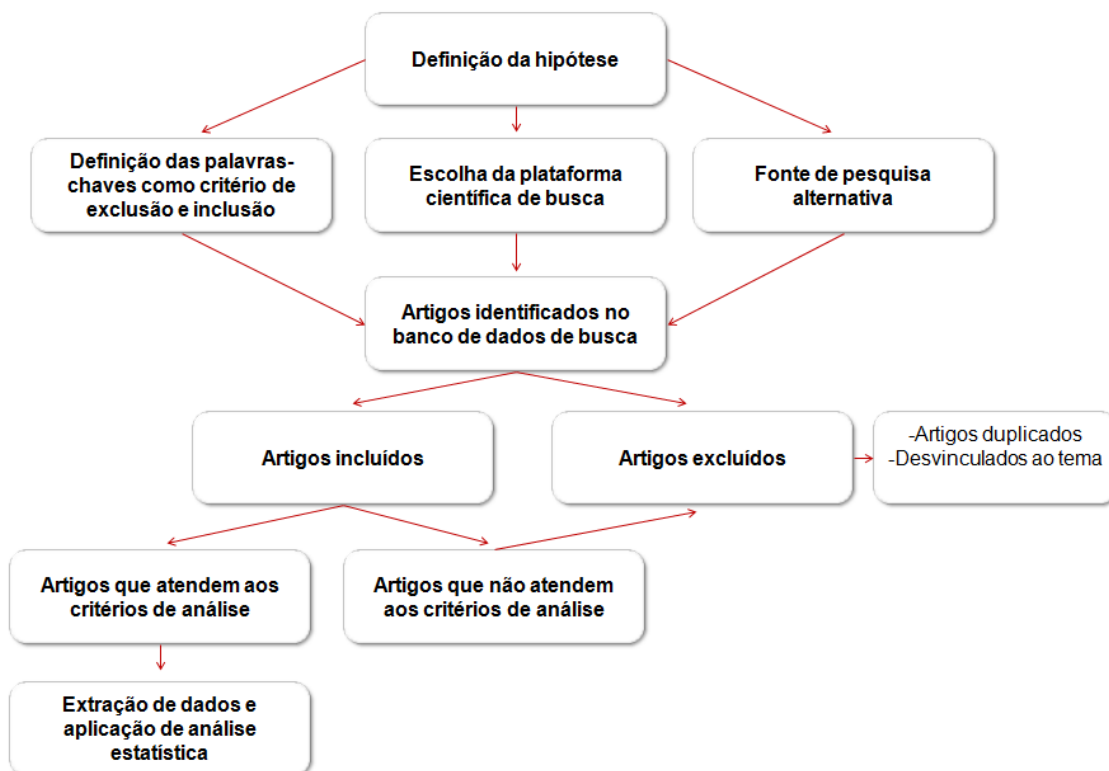 Definição da hipótese
Definição das palavras-
chaves como critério de
exclusão e inclusão
Escolha da plataforma
científica de busca
Fonte de pesquisa
alternativa
Artigos identificados no
banco de dados de busca
Artigos incluídos
Artigos excluídos
-Artigos duplicados
-Desvinculados ao tema
Artigos que atendem aos
critérios de análise
Artigos que não atendem
aos critérios de análise
Extração de dados e
aplicação de análise
estatística